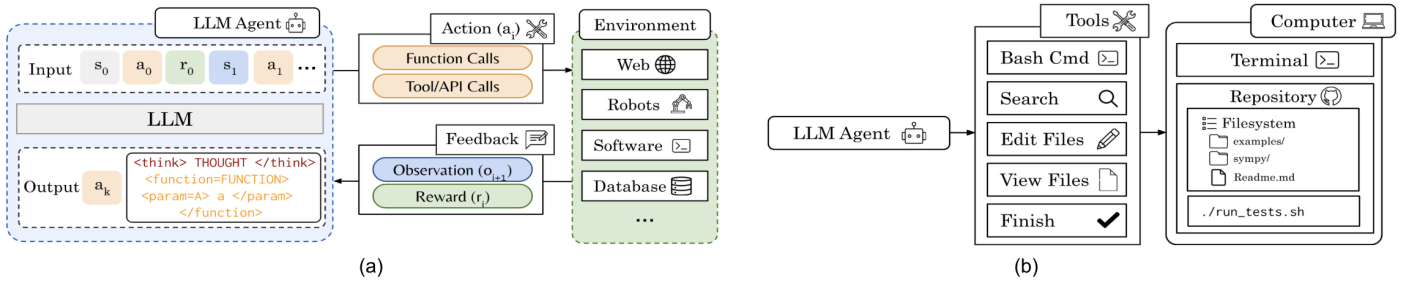 LLM Agent
Input s0 a0 r0 s1 a1 •••
LLM
Output ak
<think> THOUGHT </think>
<function=FUNCTION>
<param=A> a </param>
</function>
Action (ai)
Function Calls
Tool/API Calls
Feedback
Observation (oi+1)
Reward (ri)
Environment
Web
Robots
Software
Database
...
(a)
LLM Agent
Tools
Bash Cmd
Search
Edit Files
View Files
Finish
Computer
Terminal
Repository
Filesystem
examples/
sympy/
Readme.md
./run_tests.sh
(b)